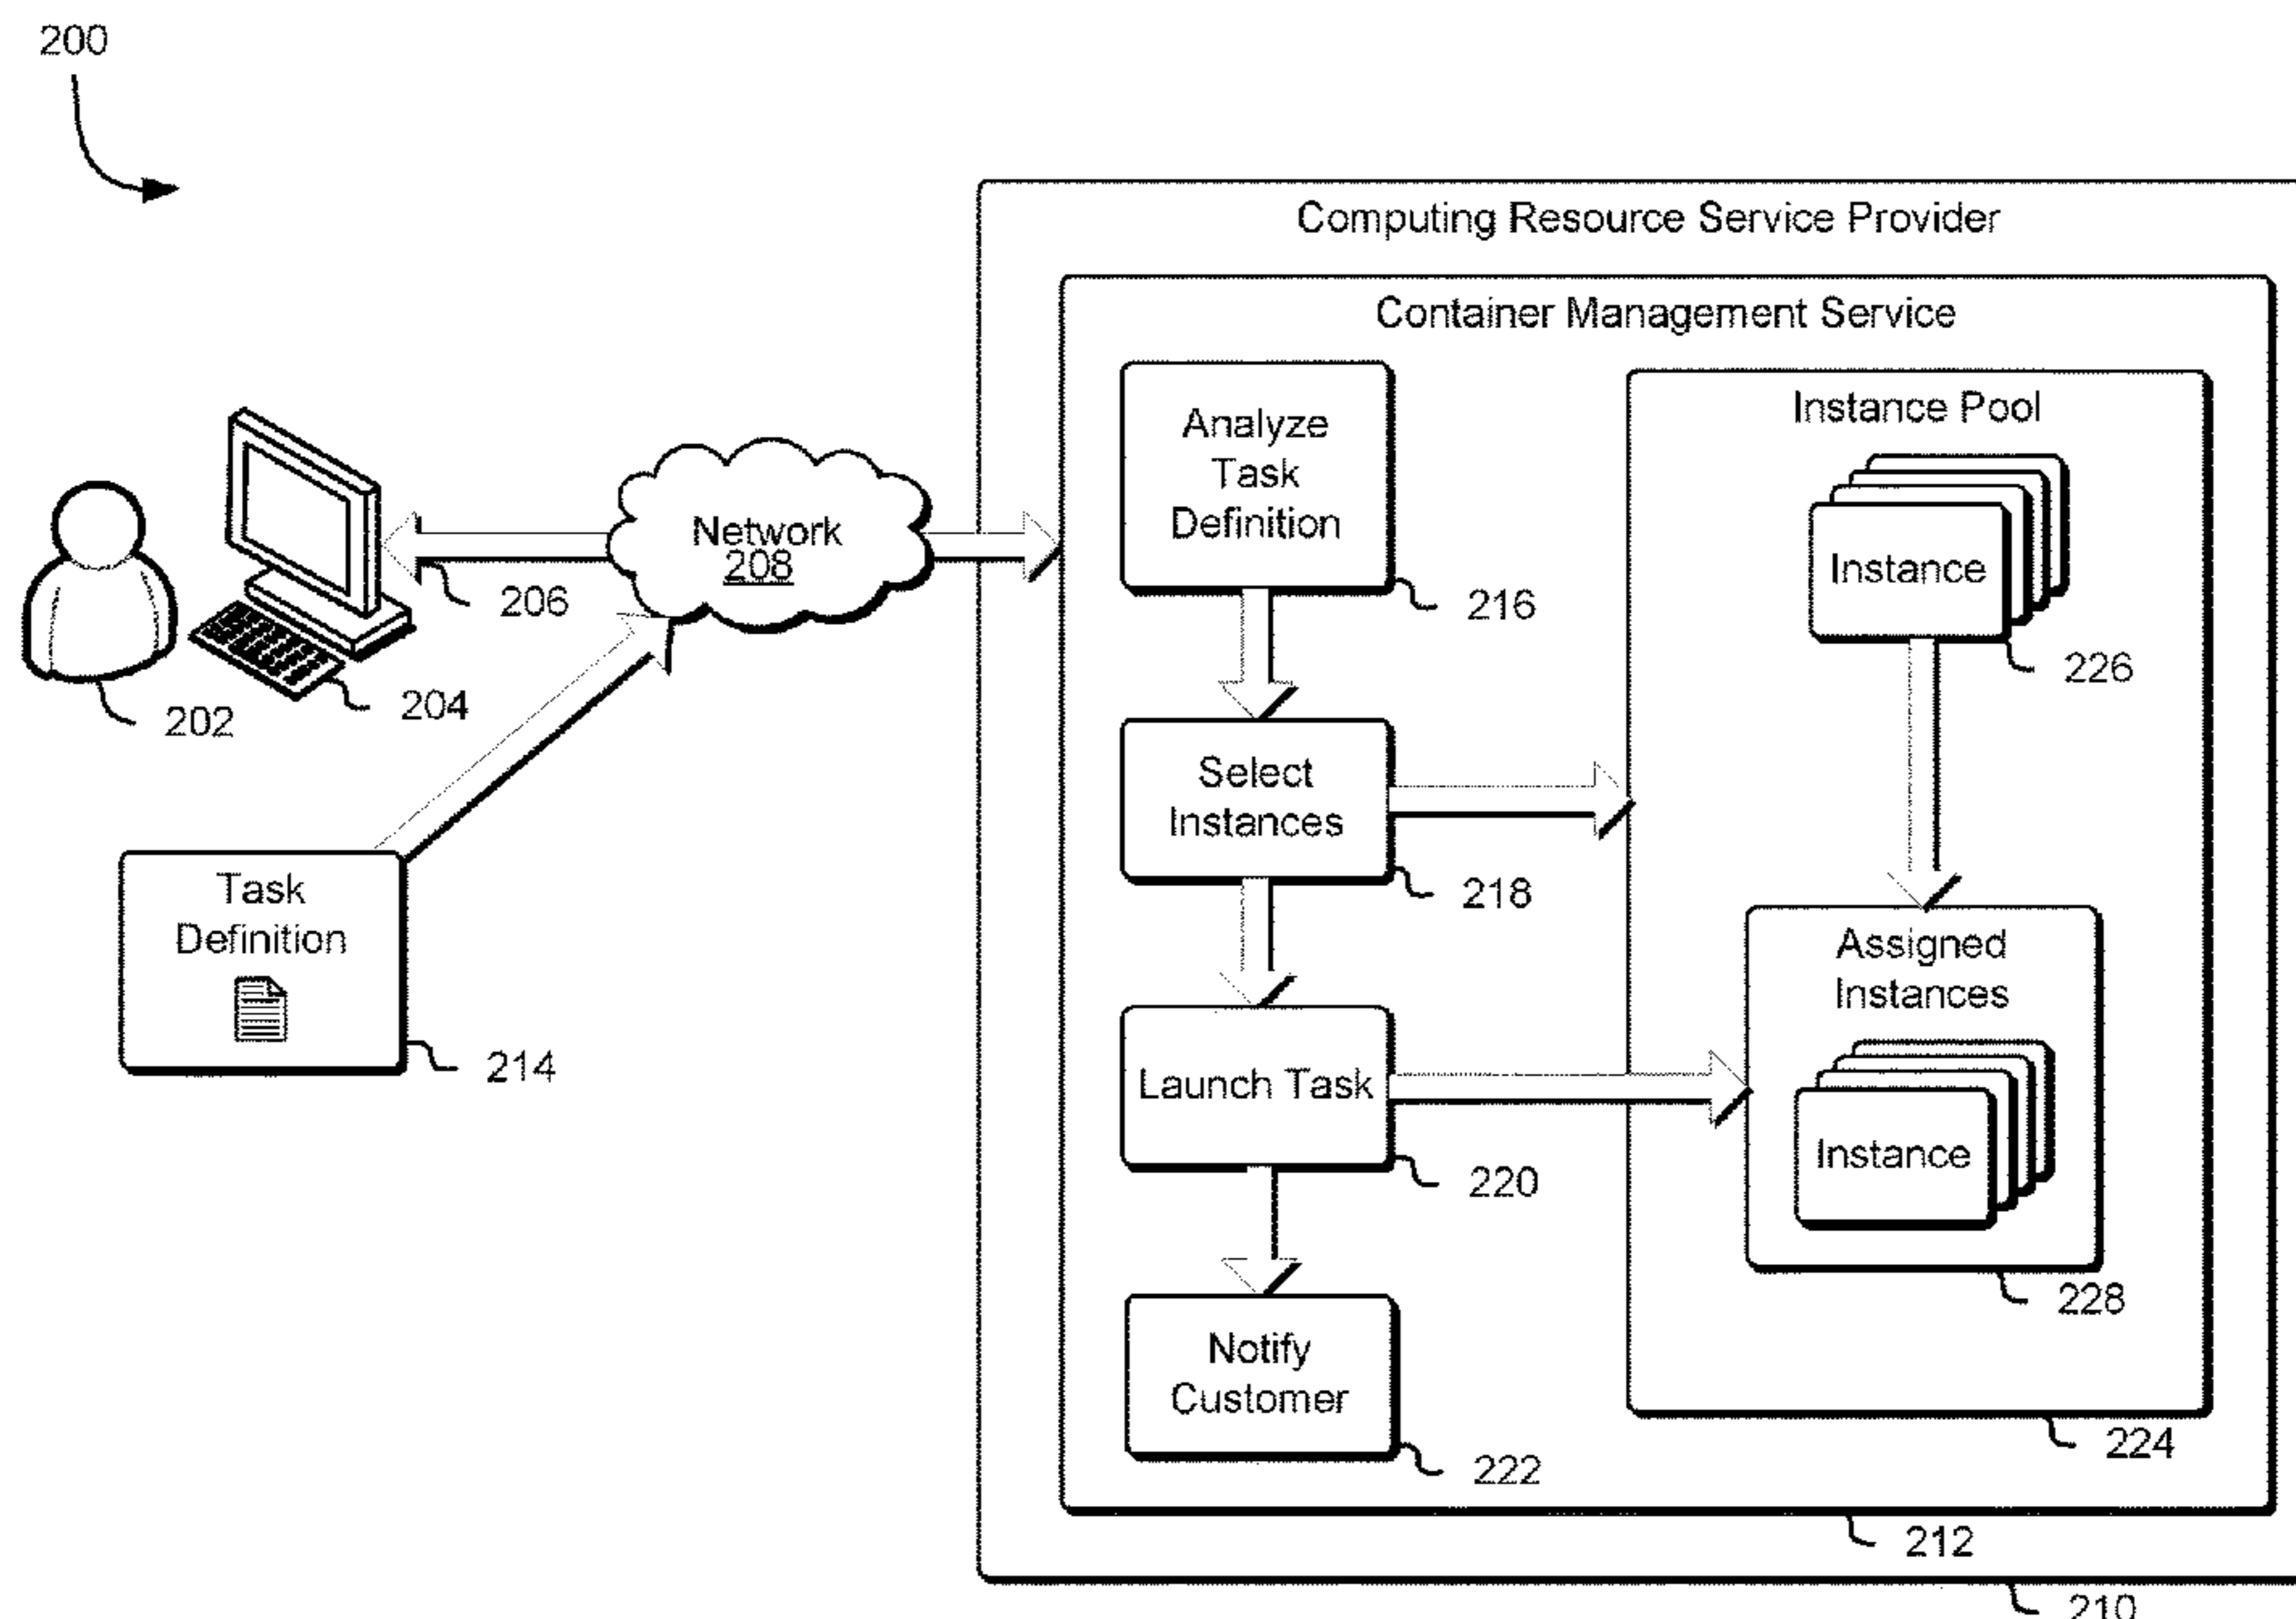 200
Computing Resource Service Provider
Container Management Service
Analyze
Task
Definition
216
Instance Pool
Instance
226
Network
208
206
204
202
Select
Instances
218
Task
Definition
214
Assigned
Instances
Instance
228
Launch Task
220
Notify
Customer
222
224
212
210